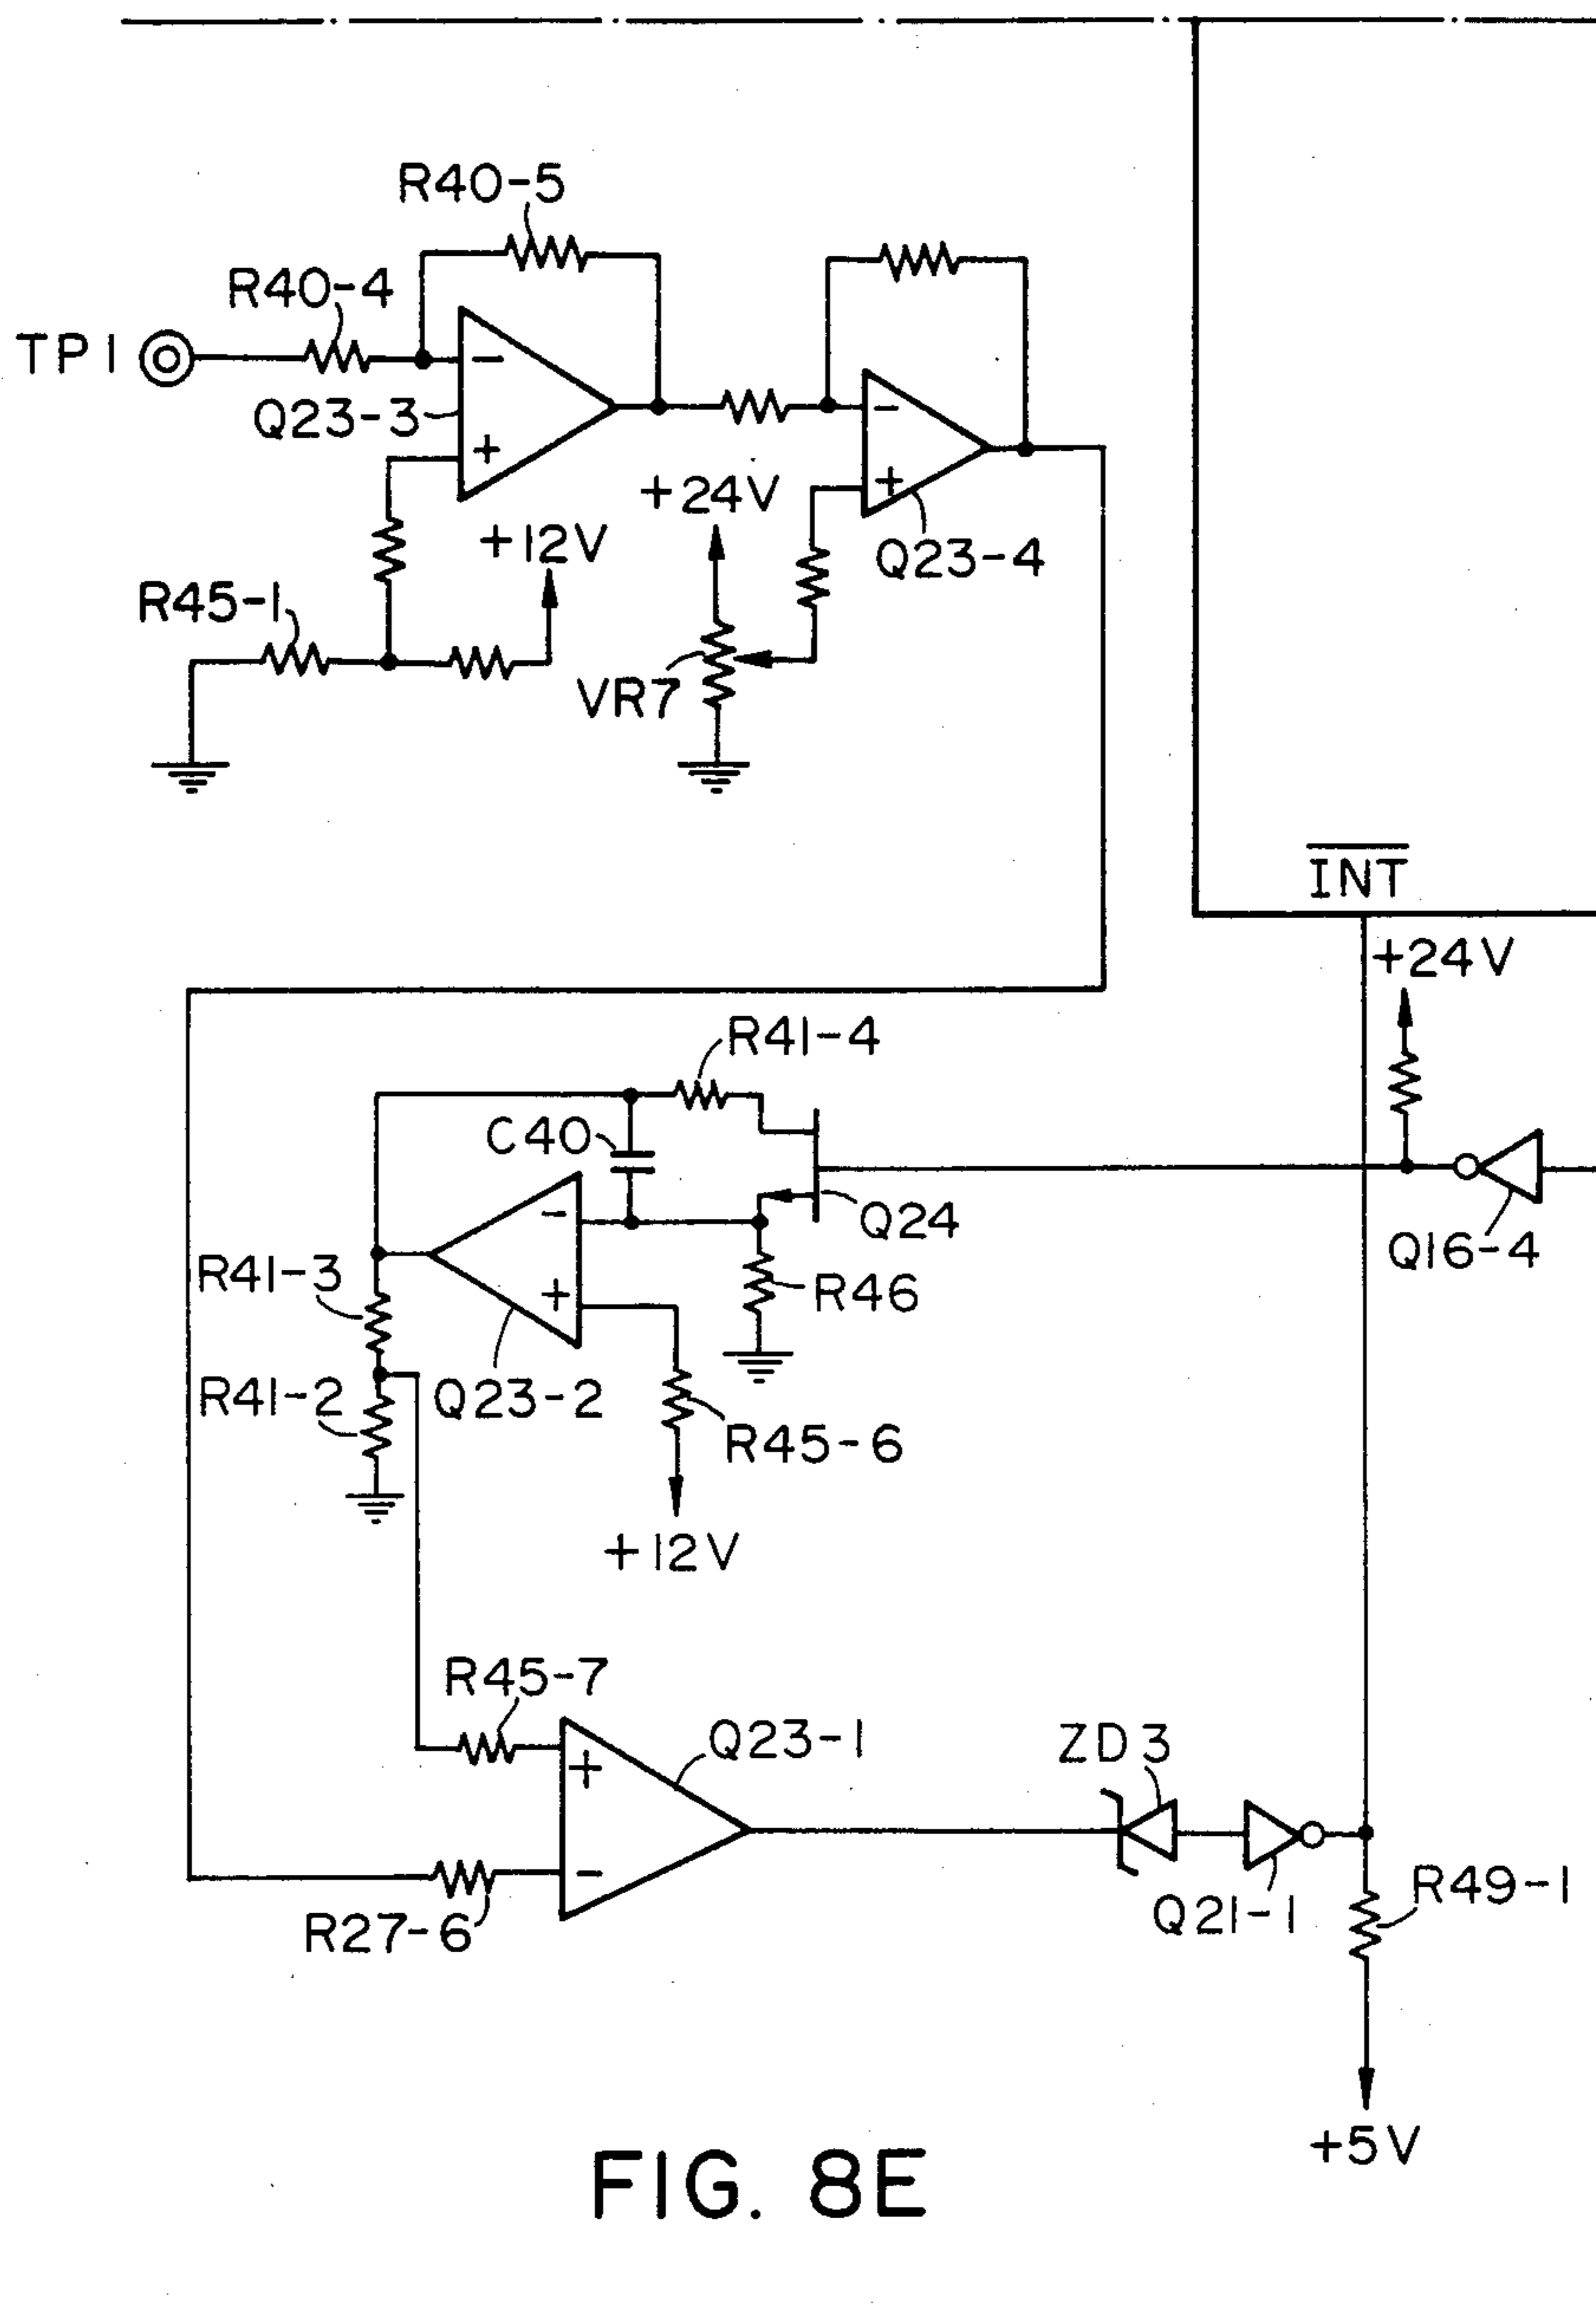 R40-5
R40-4
TP1
−
Q23-3
+
−
+24V
+
+12V
Q23-4
R45-1
VR7
INT
+24V
R41-4
C40
−
Q24
Q16-4
R41-3
+
R46
R41-2
Q23-2
R45-6
+12V
R45-7
Q23-1
ZD3
+
−
Q21-1
R49-1
R27-6
+5V
FIG. 8E